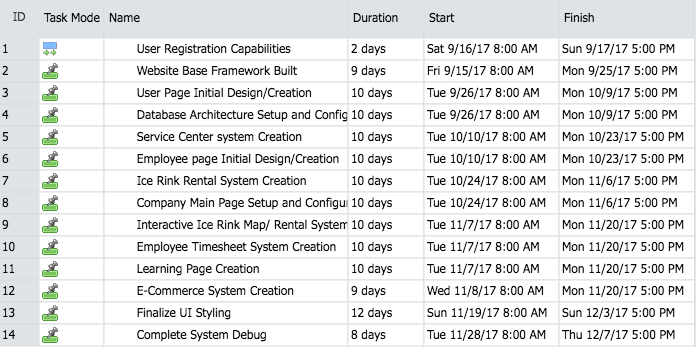 ID Task Mode Name Duration Start Finish
1 User Registration Capabilities 2 days Sat 9/16/17 8:00 AM Sun 9/17/17 5:00 PM
2 Website Base Framework Built 9 days Fri 9/15/17 8:00 AM Mon 9/25/17 5:00 PM
3 User Page Initial Design/Creation 10 days Tue 9/26/17 8:00 AM Mon 10/9/17 5:00 PM
4 Database Architecture Setup and Config 10 days Tue 9/26/17 8:00 AM Mon 10/9/17 5:00 PM
5 Service Center system Creation 10 days Tue 10/10/17 8:00 AM Mon 10/23/17 5:00 PM
6 Employee page Initial Design/Creation 10 days Tue 10/10/17 8:00 AM Mon 10/23/17 5:00 PM
7 Ice Rink Rental System Creation 10 days Tue 10/24/17 8:00 AM Mon 11/6/17 5:00 PM
8 Company Main Page Setup and Configu 10 days Tue 10/24/17 8:00 AM Mon 11/6/17 5:00 PM
9 Interactive Ice Rink Map/ Rental System 10 days Tue 11/7/17 8:00 AM Mon 11/20/17 5:00 PM
10 Employee Timesheet System Creation 10 days Tue 11/7/17 8:00 AM Mon 11/20/17 5:00 PM
11 Learning Page Creation 10 days Tue 11/7/17 8:00 AM Mon 11/20/17 5:00 PM
12 E-Commerce System Creation 9 days Wed 11/8/17 8:00 AM Mon 11/20/17 5:00 PM
13 Finalize UI Styling 12 days Sun 11/19/17 8:00 AM Sun 12/3/17 5:00 PM
14 Complete System Debug 8 days Tue 11/28/17 8:00 AM Thu 12/7/17 5:00 PM